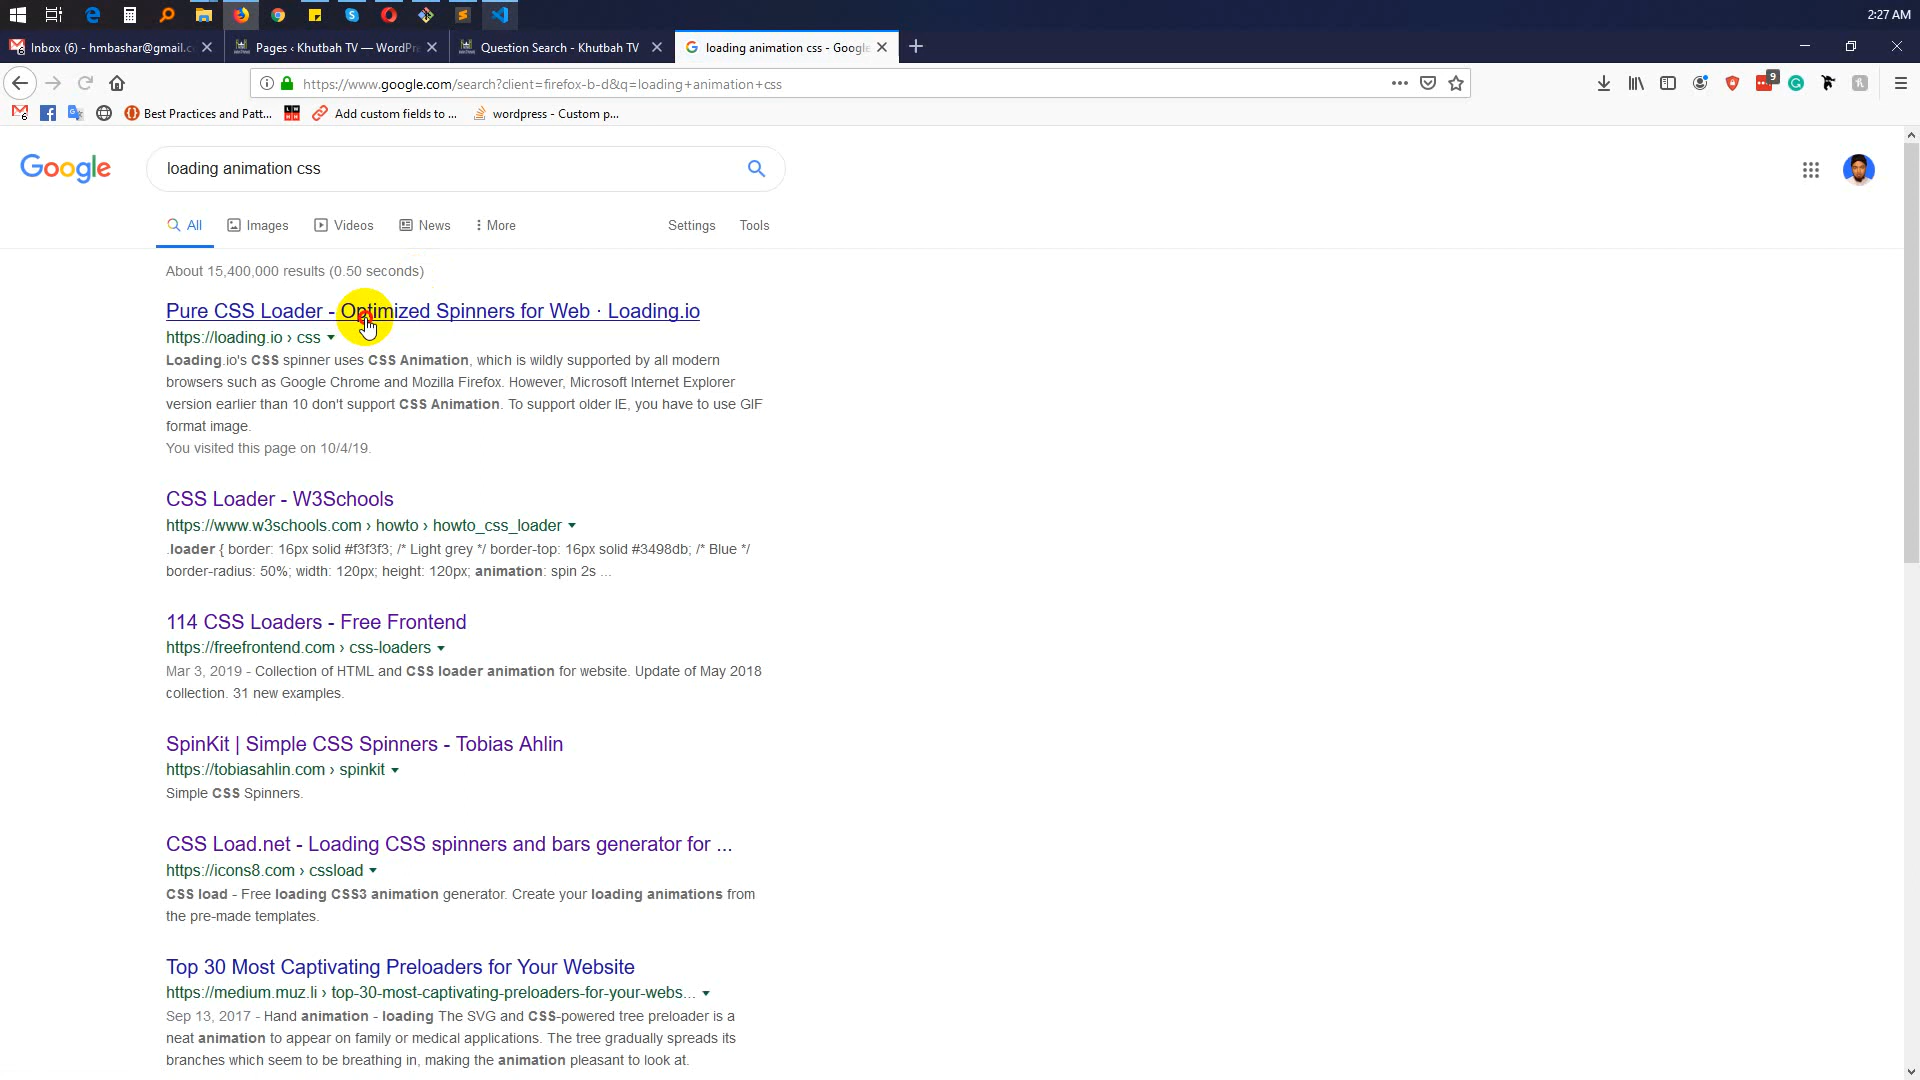 2:27 AM
Inbox (6) - hmbashar@gmail.c
Pages ‹ Khutbah TV — WordPre
Question Search - Khutbah TV
loading animation css - Google
https://www.google.com/search?client=firefox-b-d&q=loading+animation+css
9
Best Practices and Patt...
Add custom fields to ...
wordpress - Custom p...
Google
loading animation css
All
Images
Videos
News
More
Settings
Tools
About 15,400,000 results (0.50 seconds)
Pure CSS Loader - Optimized Spinners for Web · Loading.io
https://loading.io › css
Loading.io's CSS spinner uses CSS Animation, which is wildly supported by all modern
browsers such as Google Chrome and Mozilla Firefox. However, Microsoft Internet Explorer
version earlier than 10 don't support CSS Animation. To support older IE, you have to use GIF
format image.
You visited this page on 10/4/19.
CSS Loader - W3Schools
https://www.w3schools.com › howto › howto_css_loader
.loader { border: 16px solid #f3f3f3; /* Light grey */ border-top: 16px solid #3498db; /* Blue */
border-radius: 50%; width: 120px; height: 120px; animation: spin 2s ...
114 CSS Loaders - Free Frontend
https://freefrontend.com › css-loaders
Mar 3, 2019 - Collection of HTML and CSS loader animation for website. Update of May 2018
collection. 31 new examples.
SpinKit | Simple CSS Spinners - Tobias Ahlin
https://tobiasahlin.com › spinkit
Simple CSS Spinners.
CSS Load.net - Loading CSS spinners and bars generator for ...
https://icons8.com › cssload
CSS load - Free loading CSS3 animation generator. Create your loading animations from
the pre-made templates.
Top 30 Most Captivating Preloaders for Your Website
https://medium.muz.li › top-30-most-captivating-preloaders-for-your-webs...
Sep 13, 2017 - Hand animation - loading The SVG and CSS-powered tree preloader is a
neat animation to appear on family or medical applications. The tree gradually spreads its
branches which seem to be breathing in, making the animation pleasant to look at.